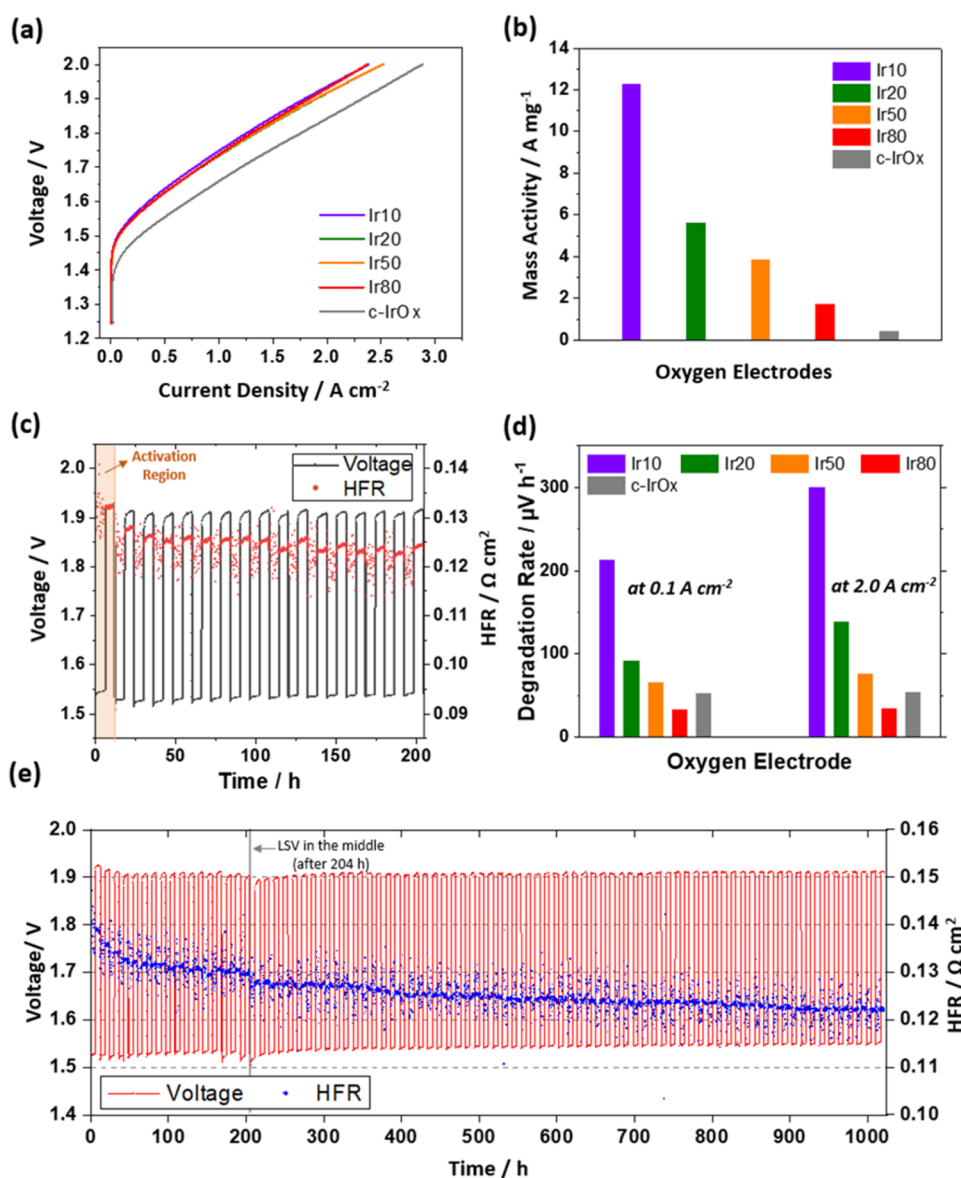 (a)
2.0
1.9
1.8
1.7
1.6
1.5
1.4
1.3
1.2
Voltage / V
Ir10
Ir20
Ir50
Ir80
c-IrOx
0.0 0.5 1.0 1.5 2.0 2.5 3.0
Current Density / A cm-2
(b)
14
12
10
8
6
4
2
0
Mass Activity / A mg-1
Ir10
Ir20
Ir50
Ir80
c-IrOx
Oxygen Electrodes
(c)
Activation
Region
Voltage
HFR
2.0
1.9
1.8
1.7
1.6
1.5
Voltage / V
0.14
0.13
0.12
0.11
0.10
0.09
HFR / Ω cm2
0 50 100 150 200
Time / h
(d)
Ir10 Ir20 Ir50 Ir80
c-IrOx
300
200
100
0
Degradation Rate / µV h-1
at 0.1 A cm-2
at 2.0 A cm-2
Oxygen Electrode
(e)
LSV in the middle
(after 204 h)
2.0
1.9
1.8
1.7
1.6
1.5
1.4
Voltage/ V
0.16
0.15
0.14
0.13
0.12
0.11
0.10
HFR / Ω cm2
Voltage HFR
0 100 200 300 400 500 600 700 800 900 1000
Time / h